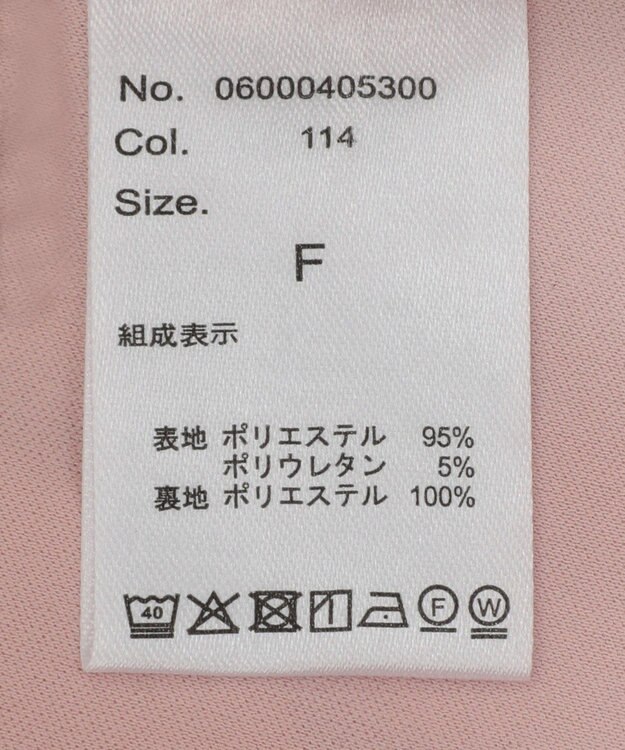 No. 06000405300
Col. 114
Size.
F
組成表示
表地 ポリエステル 95%
ポリウレタン 5%
裏地 ポリエステル 100%
40 F W